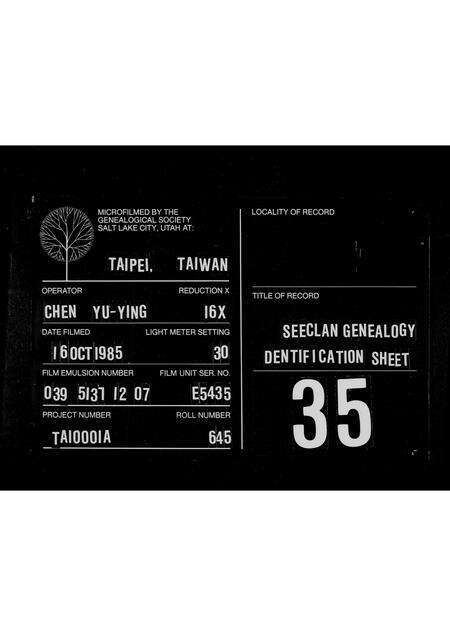 MICROFILMED BY THE
GENEALOGICAL SOCIETY
SALT LAKE CITY, UTAH AT:
TAIPEI, TAIWAN
OPERATOR REDUCTION X
CHEN YU-YING 16X
DATE FILMED LIGHT METER SETTING
16 OCT 1985 30
FILM EMULSION NUMBER FILM UNIT SER. NO.
039 5137 12 07 E5435
PROJECT NUMBER ROLL NUMBER
TAI0001A 645
LOCALITY OF RECORD
TITLE OF RECORD
SEECLAN GENEALOGY
DENTIFICATION SHEET
35